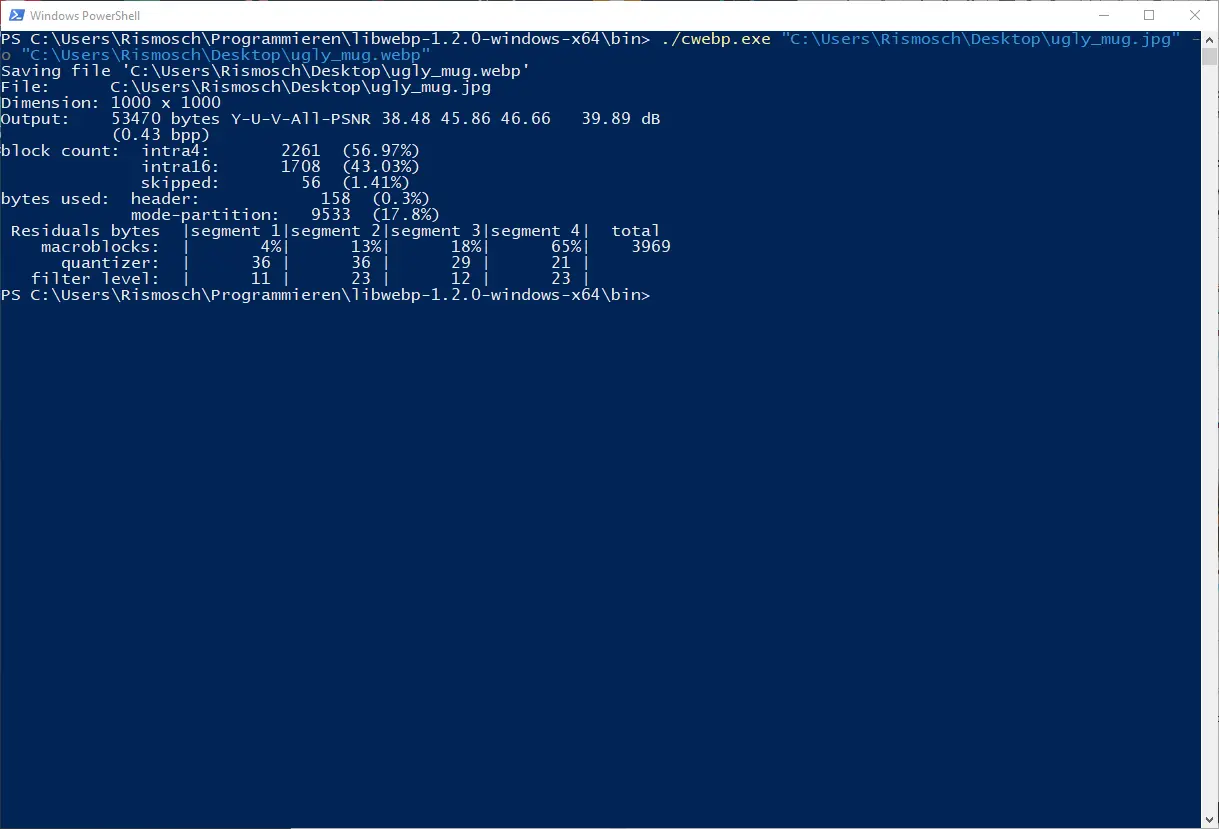 Windows PowerShell
PS C:\Users\Rismosch\Programmieren\libwebp-1.2.0-windows-x64\bin> ./cwebp.exe "C:\Users\Rismosch\Desktop\ugly_mug.jpg" -
o "C:\Users\Rismosch\Desktop\ugly_mug.webp"
Saving file 'C:\Users\Rismosch\Desktop\ugly_mug.webp'
File:      C:\Users\Rismosch\Desktop\ugly_mug.jpg
Dimension: 1000 x 1000
Output:    53470 bytes Y-U-V-All-PSNR 38.48 45.86 46.66   39.89 dB
           (0.43 bpp)
block count:  intra4:       2261  (56.97%)
              intra16:      1708  (43.03%)
              skipped:        56  (1.41%)
bytes used:  header:            158  (0.3%)
             mode-partition:   9533  (17.8%)
 Residuals bytes  |segment 1|segment 2|segment 3|segment 4|  total
    macroblocks:  |       4%|      13%|      18%|      65%|    3969
      quantizer:  |      36 |      36 |      29 |      21 |
   filter level:  |      11 |      23 |      12 |      23 |
PS C:\Users\Rismosch\Programmieren\libwebp-1.2.0-windows-x64\bin>